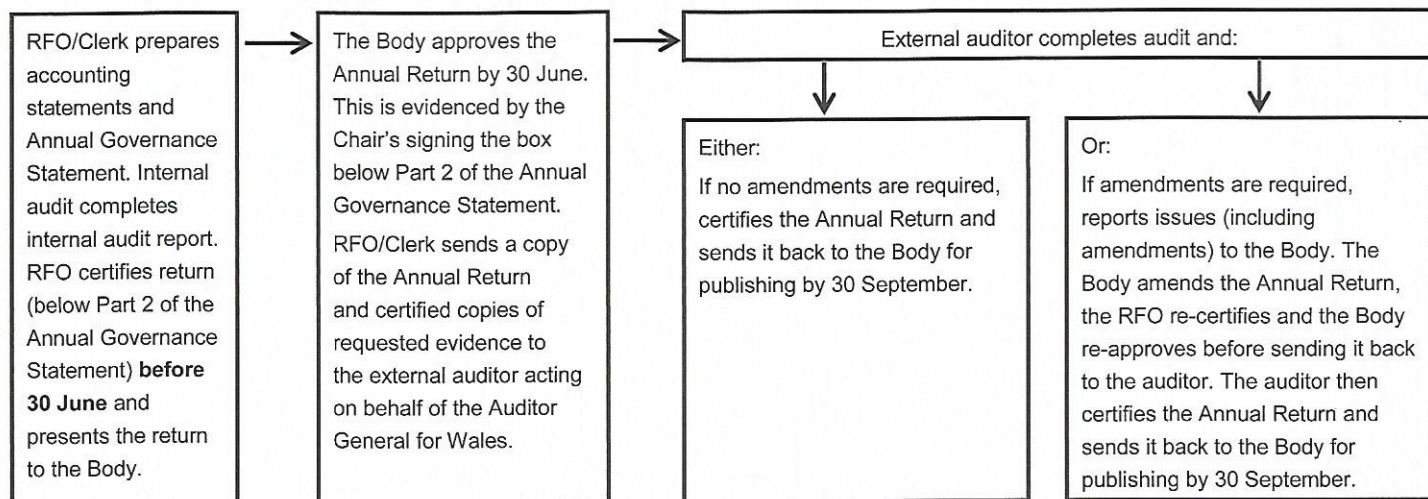 RFO/Clerk prepares
accounting
statements and
Annual Governance
Statement. Internal
audit completes
internal audit report.
RFO certifies return
(below Part 2 of the
Annual Governance
Statement) before
30 June and
presents the return
to the Body.
The Body approves the
Annual Return by 30 June.
This is evidenced by the
Chair's signing the box
below Part 2 of the Annual
Governance Statement.
RFO/Clerk sends a copy
of the Annual Return
and certified copies of
requested evidence to
the external auditor acting
on behalf of the Auditor
General for Wales.
External auditor completes audit and:
Either:
If no amendments are required,
certifies the Annual Return and
sends it back to the Body for
publishing by 30 September.
Or:
If amendments are required,
reports issues (including
amendments) to the Body. The
Body amends the Annual Return,
the RFO re-certifies and the Body
re-approves before sending it back
to the auditor. The auditor then
certifies the Annual Return and
sends it back to the Body for
publishing by 30 September.